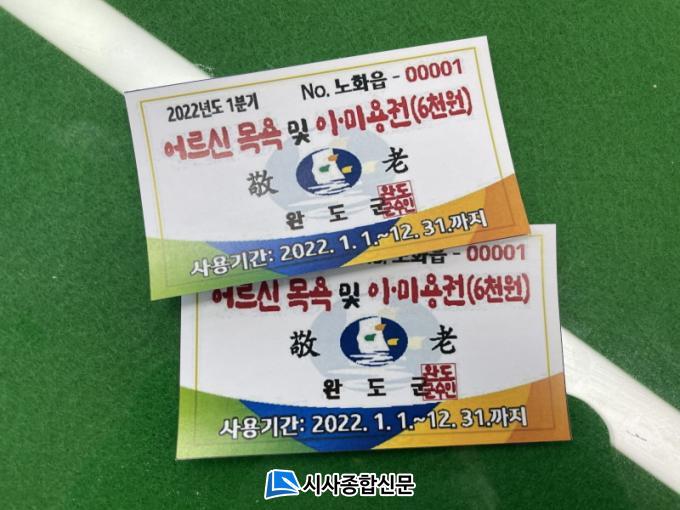 2022년도 1분기
No. 노화읍 - 00001
어르신 목욕 및 이·미용권(6천원)
敬 老
완 도 군
완도
군수인
사용기간: 2022. 1. 1.~12. 31.까지
No. 노화읍 - 00001
어르신 목욕 및 이·미용권(6천원)
敬 老
완 도 군
완도
군수인
사용기간: 2022. 1. 1.~12. 31.까지
시사종합신문